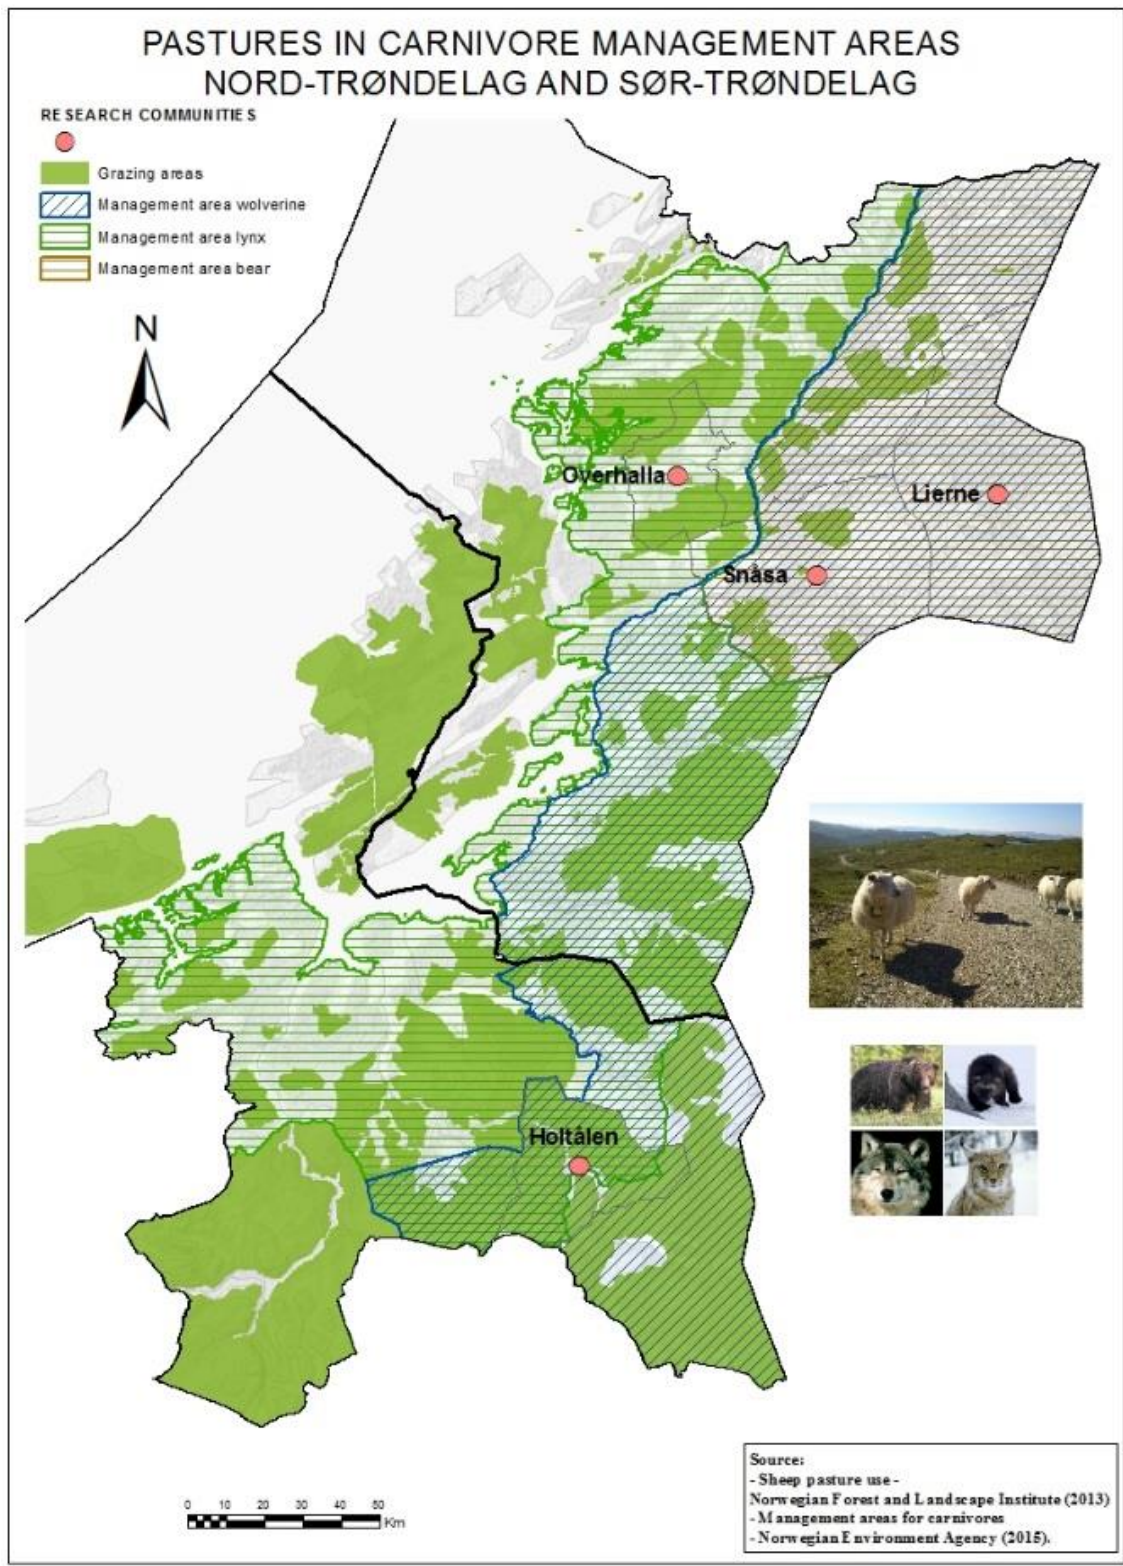 PASTURES IN CARNIVORE MANAGEMENT AREAS
NORD-TRØNDELAG AND SØR-TRØNDELAG
RESEARCH COMMUNITIES
Grazing areas
Management area wolverine
Management area lynx
Management area bear
N
Overhalla
Lierne
Snåsa
Holtålen
0 10 20 30 40 50
Km
Source:
- Sheep pasture use -
Norwegian Forest and Landscape Institute (2013)
- Management areas for carnivores
- Norwegian Environment Agency (2015).